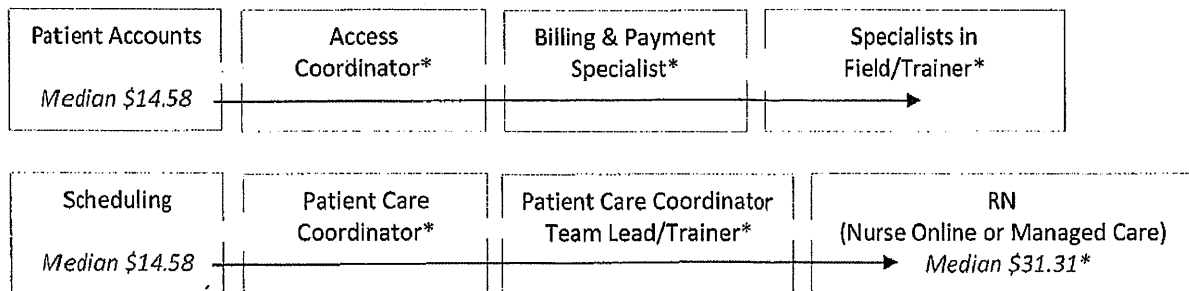 Patient Accounts
Median $14.58
Access
Coordinator*
Billing & Payment
Specialist*
Specialists in
Field/Trainer*
Scheduling
Median $14.58
Patient Care
Coordinator*
Patient Care Coordinator
Team Lead/Trainer*
RN
(Nurse Online or Managed Care)
Median $31.31*